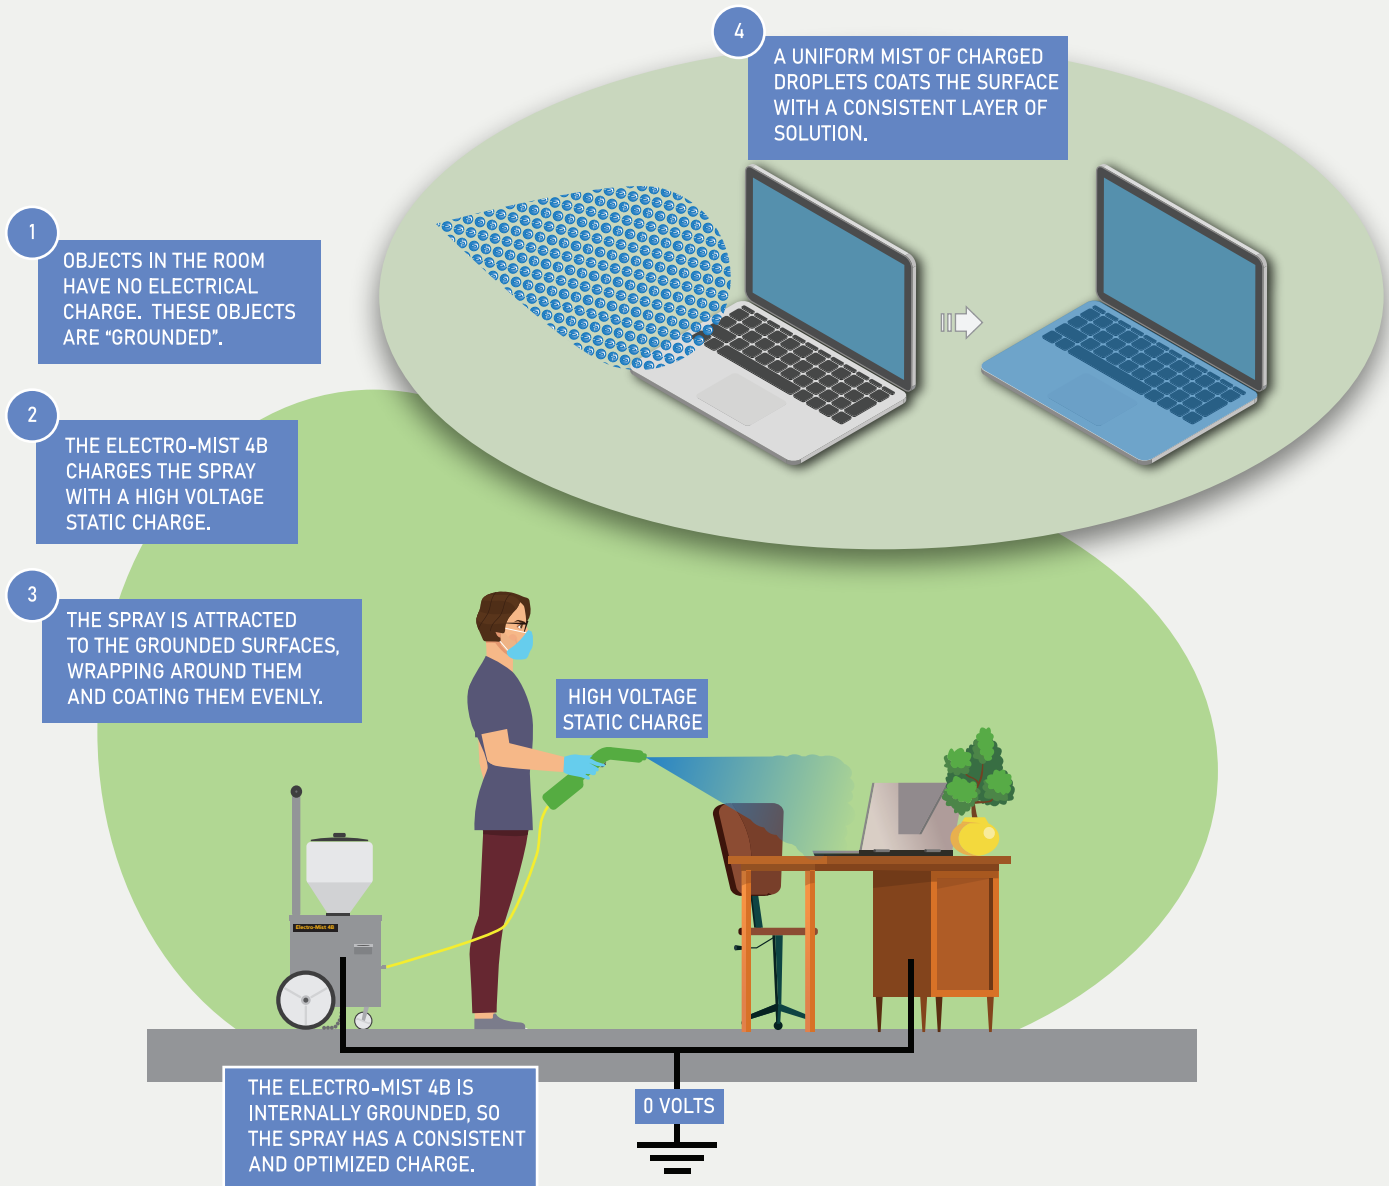 1
OBJECTS IN THE ROOM
HAVE NO ELECTRICAL
CHARGE. THESE OBJECTS
ARE “GROUNDED”.
2
THE ELECTRO-MIST 4B
CHARGES THE SPRAY
WITH A HIGH VOLTAGE
STATIC CHARGE.
3
THE SPRAY IS ATTRACTED
TO THE GROUNDED SURFACES,
WRAPPING AROUND THEM
AND COATING THEM EVENLY.
4
A UNIFORM MIST OF CHARGED
DROPLETS COATS THE SURFACE
WITH A CONSISTENT LAYER OF
SOLUTION.
HIGH VOLTAGE
STATIC CHARGE
Electro-Mist 4B
THE ELECTRO-MIST 4B IS
INTERNALLY GROUNDED, SO
THE SPRAY HAS A CONSISTENT
AND OPTIMIZED CHARGE.
0 VOLTS